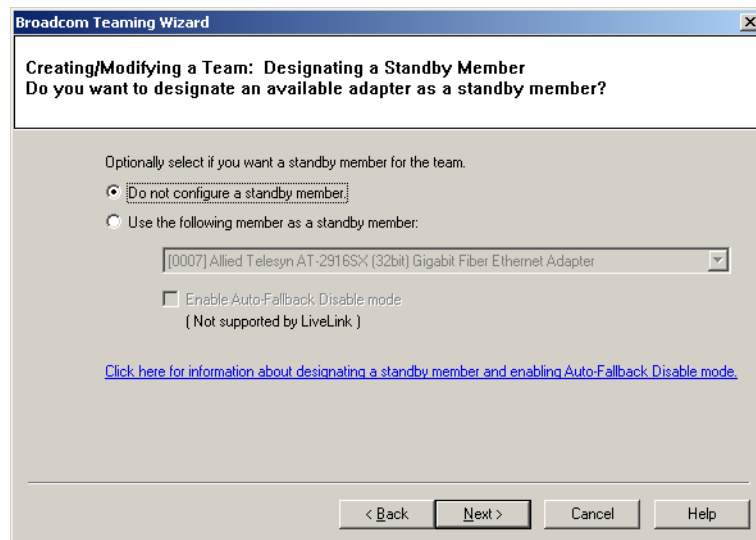 Broadcom Teaming Wizard
Creating/Modifying a Team: Designating a Standby Member
Do you want to designate an available adapter as a standby member?
Optionally select if you want a standby member for the team.
Do not configure a standby member.
Use the following member as a standby member:
[0007] Allied Telesyn AT-2916SX (32bit) Gigabit Fiber Ethernet Adapter
Enable Auto-Fallback Disable mode
( Not supported by LiveLink )
Click here for information about designating a standby member and enabling Auto-Fallback Disable mode.
< Back Next > Cancel Help